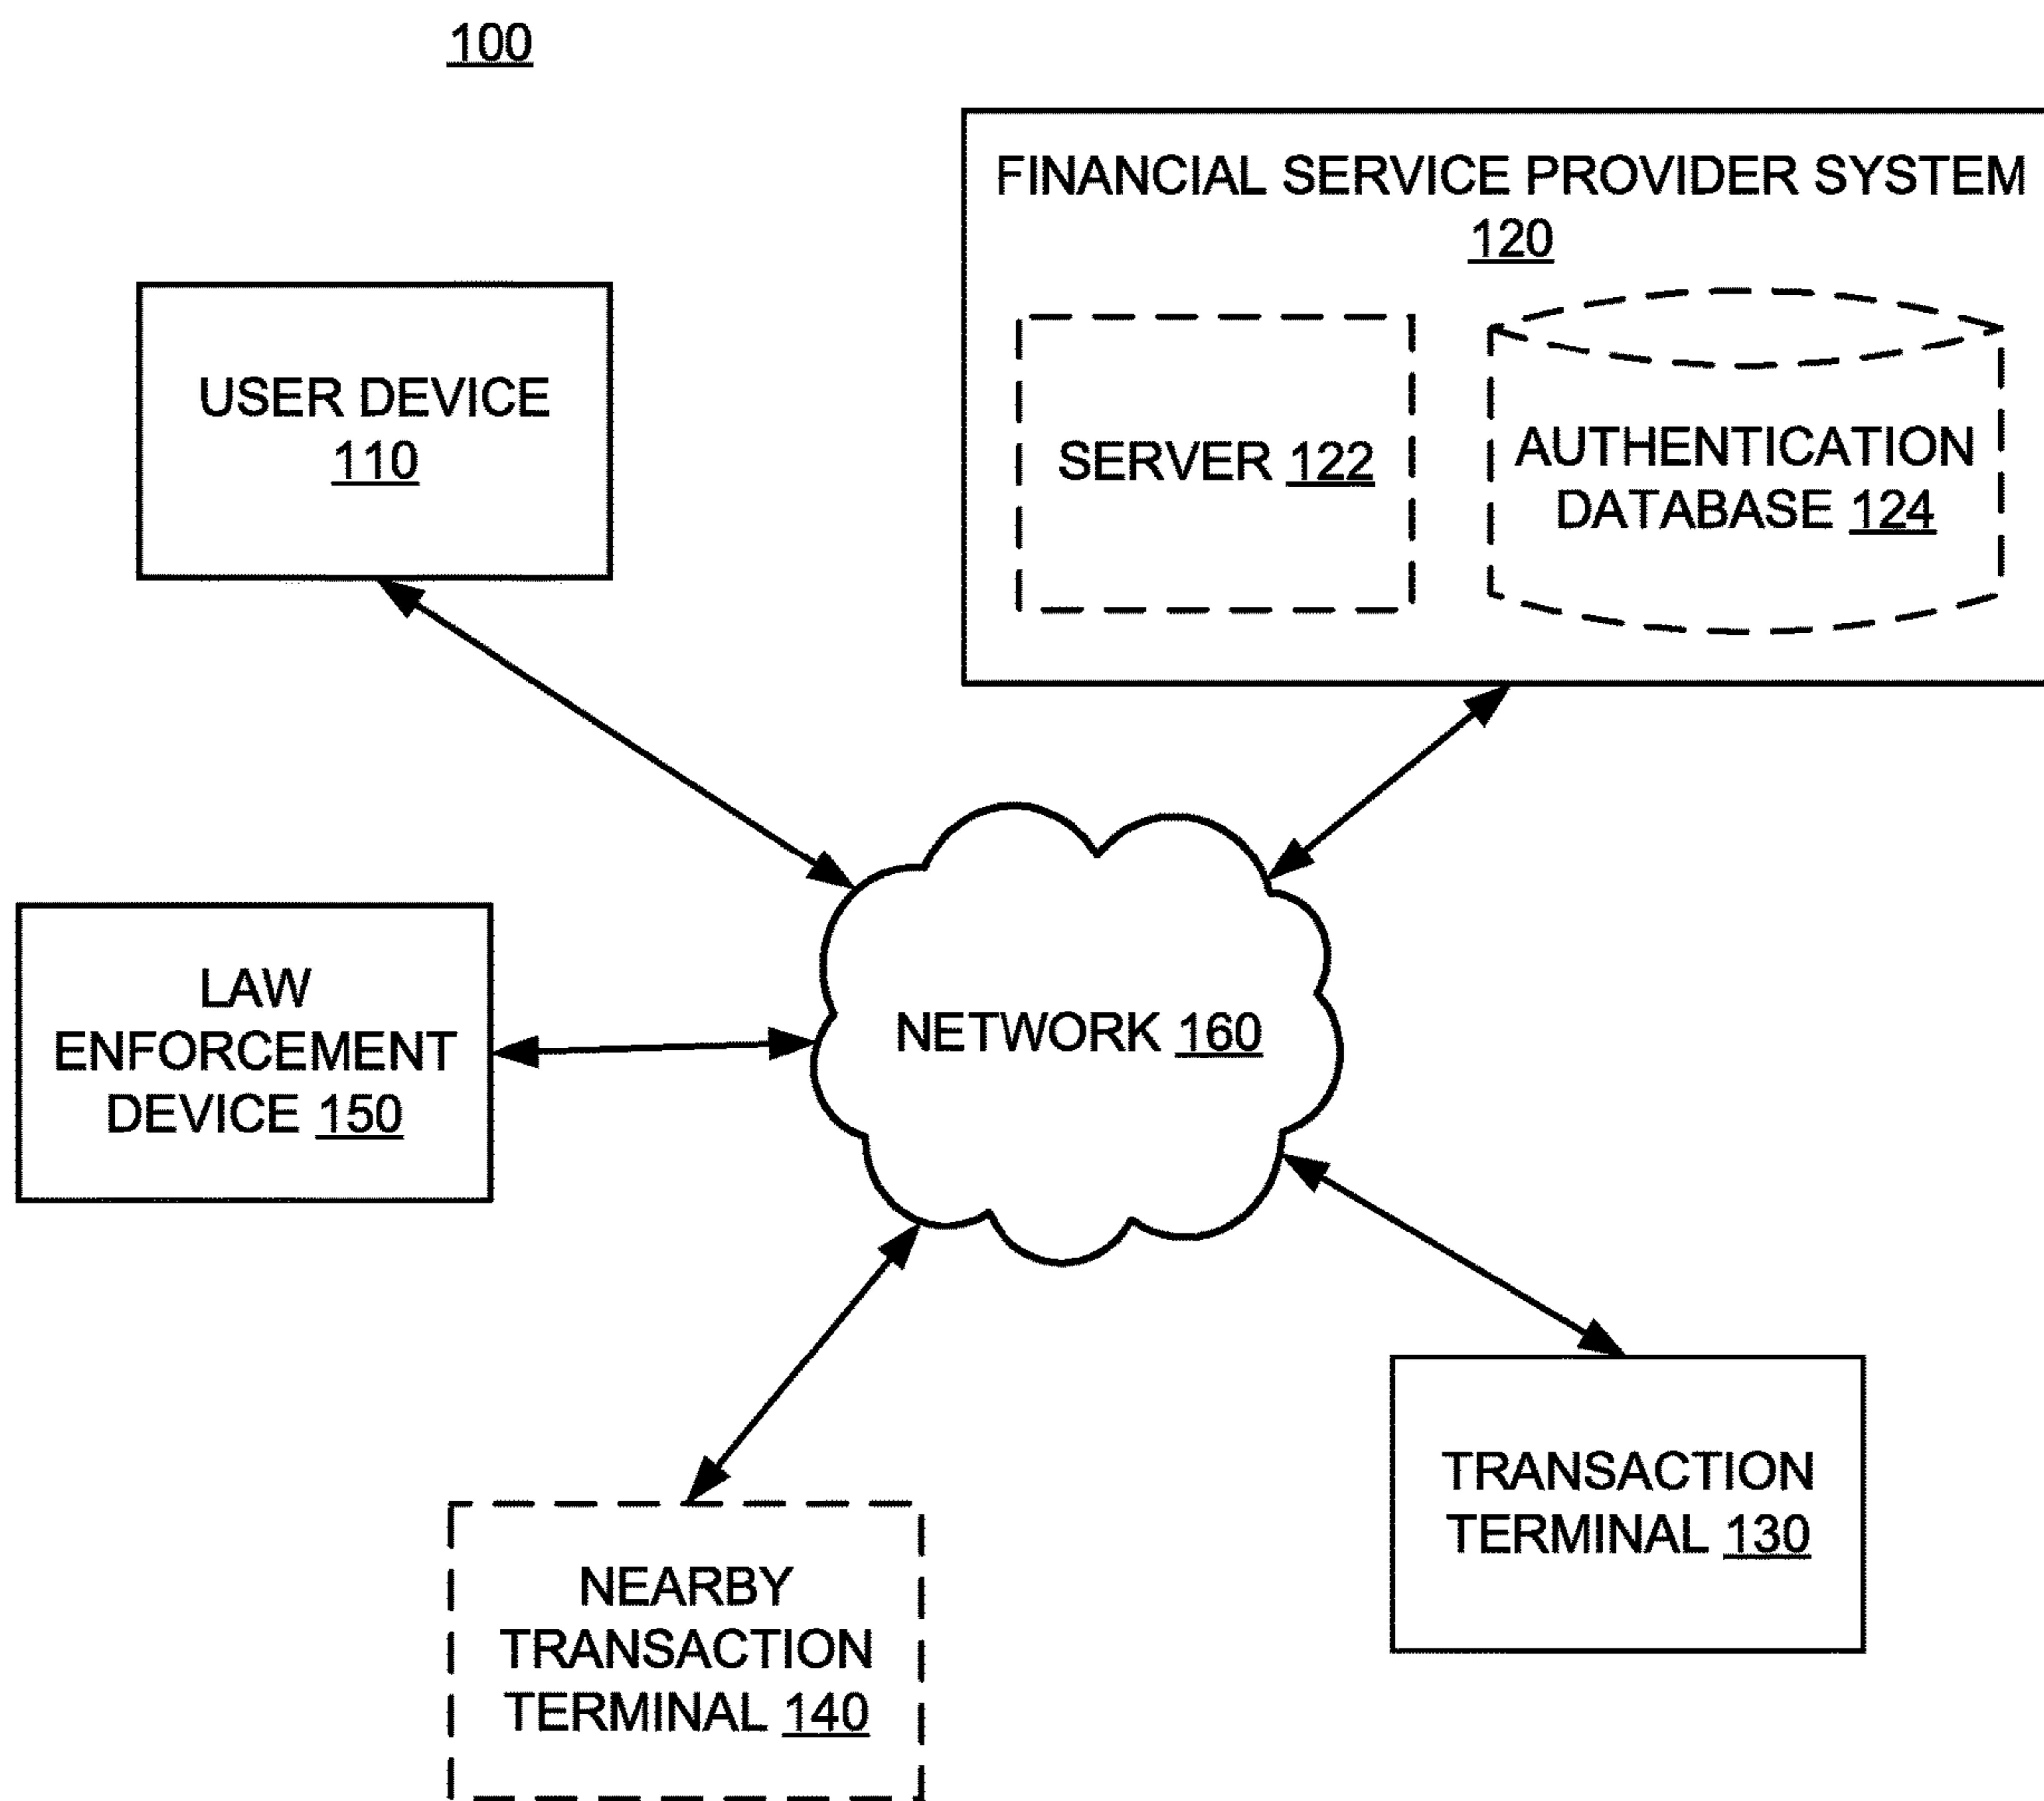 100
FINANCIAL SERVICE PROVIDER SYSTEM
120
USER DEVICE
110
SERVER 122
AUTHENTICATION
DATABASE 124
LAW
ENFORCEMENT
DEVICE 150
NETWORK 160
TRANSACTION
TERMINAL 130
NEARBY
TRANSACTION
TERMINAL 140